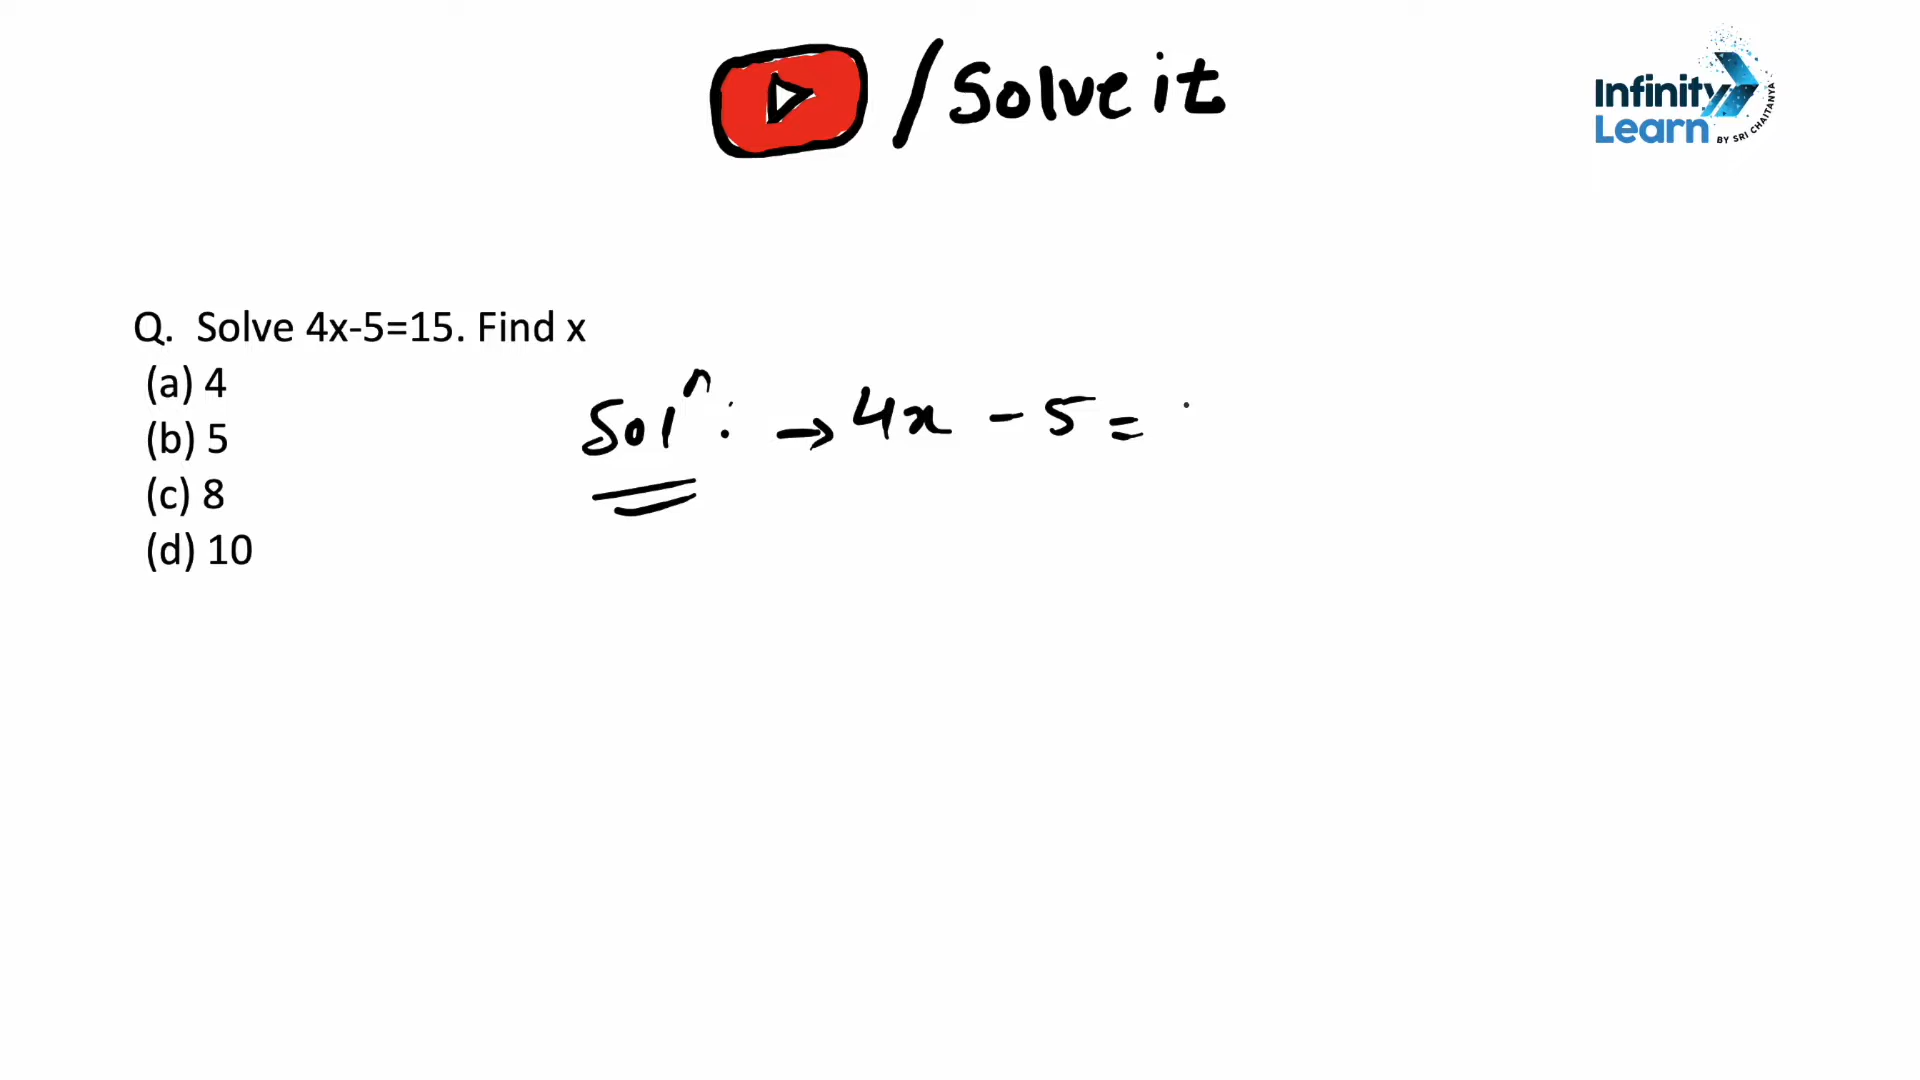 /Solve it
Infinity
Learn
BY SRI CHAITANYA
Q. Solve 4x-5=15. Find x
(a) 4
(b) 5
(c) 8
(d) 10
Solⁿ : → 4x - 5 =